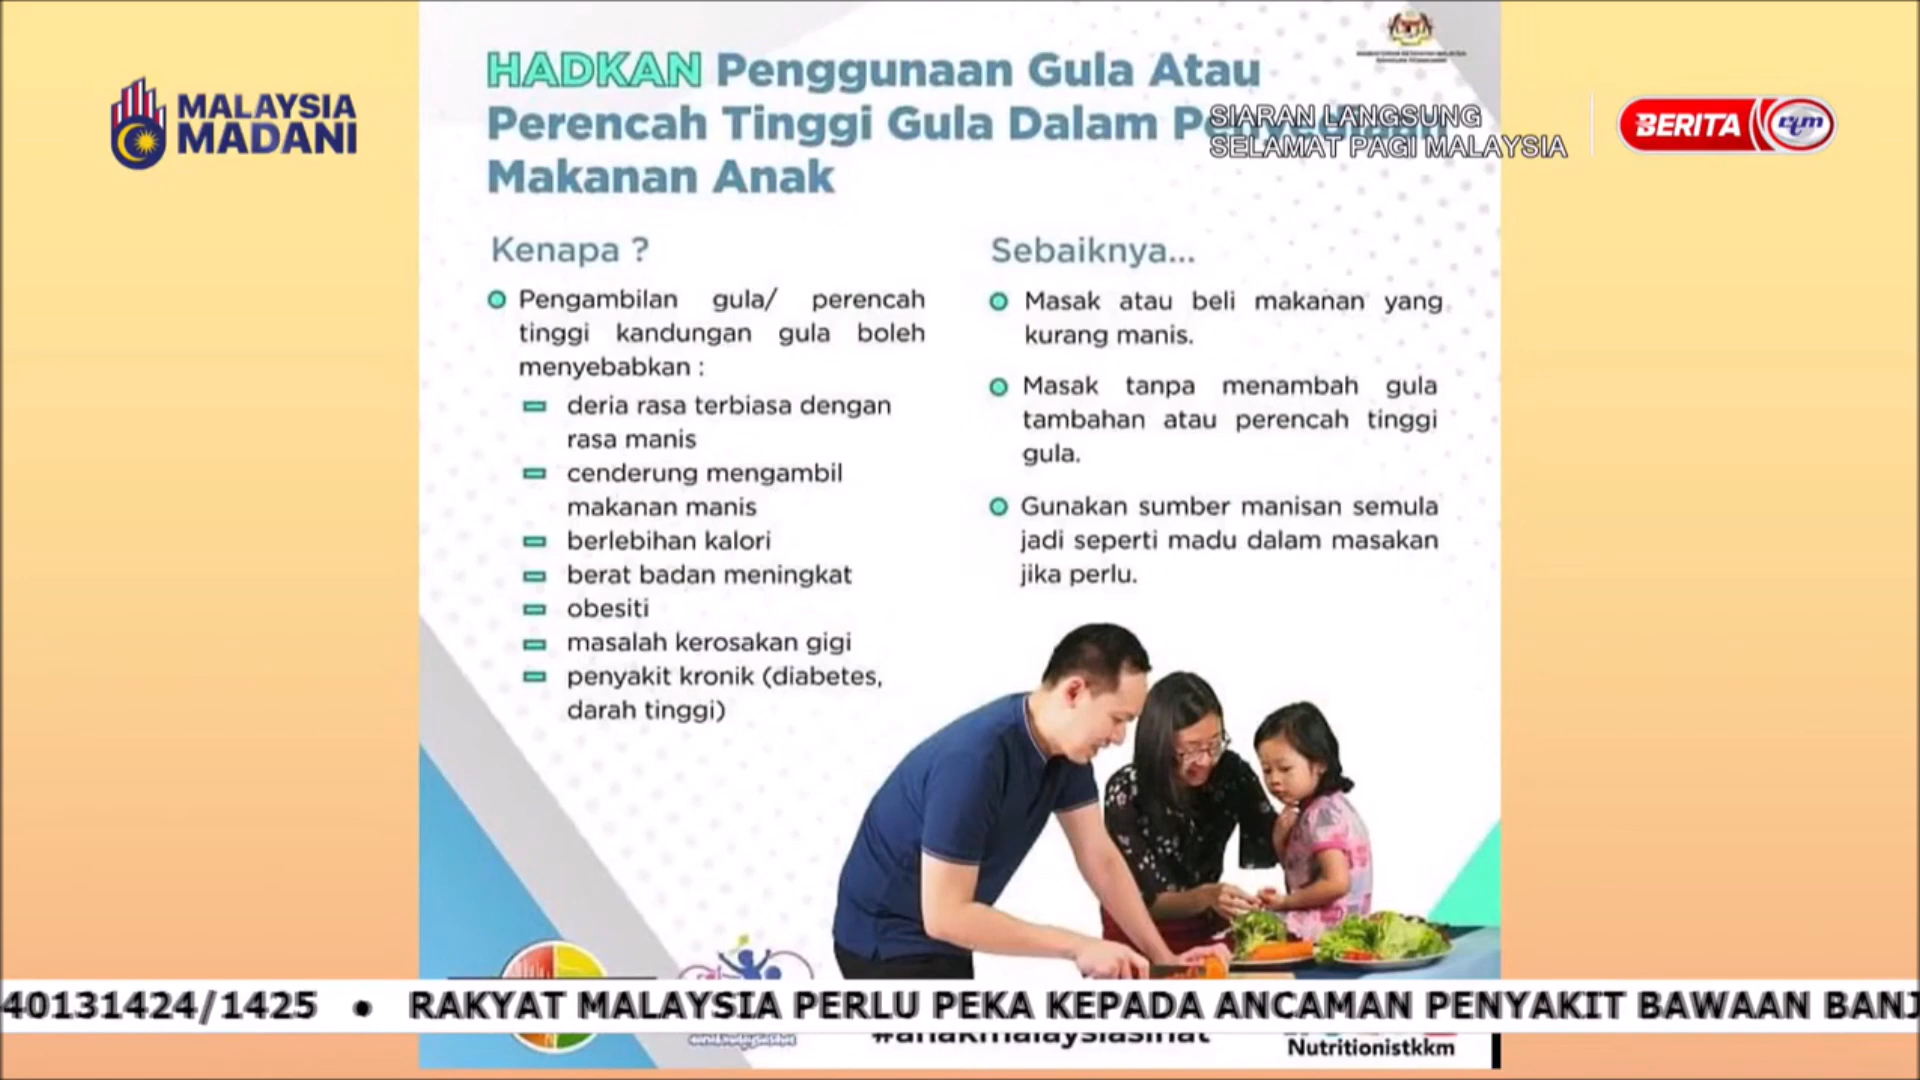 MALAYSIA
MADANI
HADKAN Penggunaan Gula Atau
Perencah Tinggi Gula Dalam
Makanan Anak
SIARAN LANGSUNG
SELAMAT PAGI MALAYSIA
BERITA rtm
Kenapa ?
Pengambilan gula/ perencah
tinggi kandungan gula boleh
menyebabkan :
deria rasa terbiasa dengan
rasa manis
cenderung mengambil
makanan manis
berlebihan kalori
berat badan meningkat
obesiti
masalah kerosakan gigi
penyakit kronik (diabetes,
darah tinggi)
Sebaiknya...
Masak atau beli makanan yang
kurang manis.
Masak tanpa menambah gula
tambahan atau perencah tinggi
gula.
Gunakan sumber manisan semula
jadi seperti madu dalam masakan
jika perlu.
40131424/1425 • RAKYAT MALAYSIA PERLU PEKA KEPADA ANCAMAN PENYAKIT BAWAAN BANJ
#anakmalaysiasihat
Nutritionistkkm